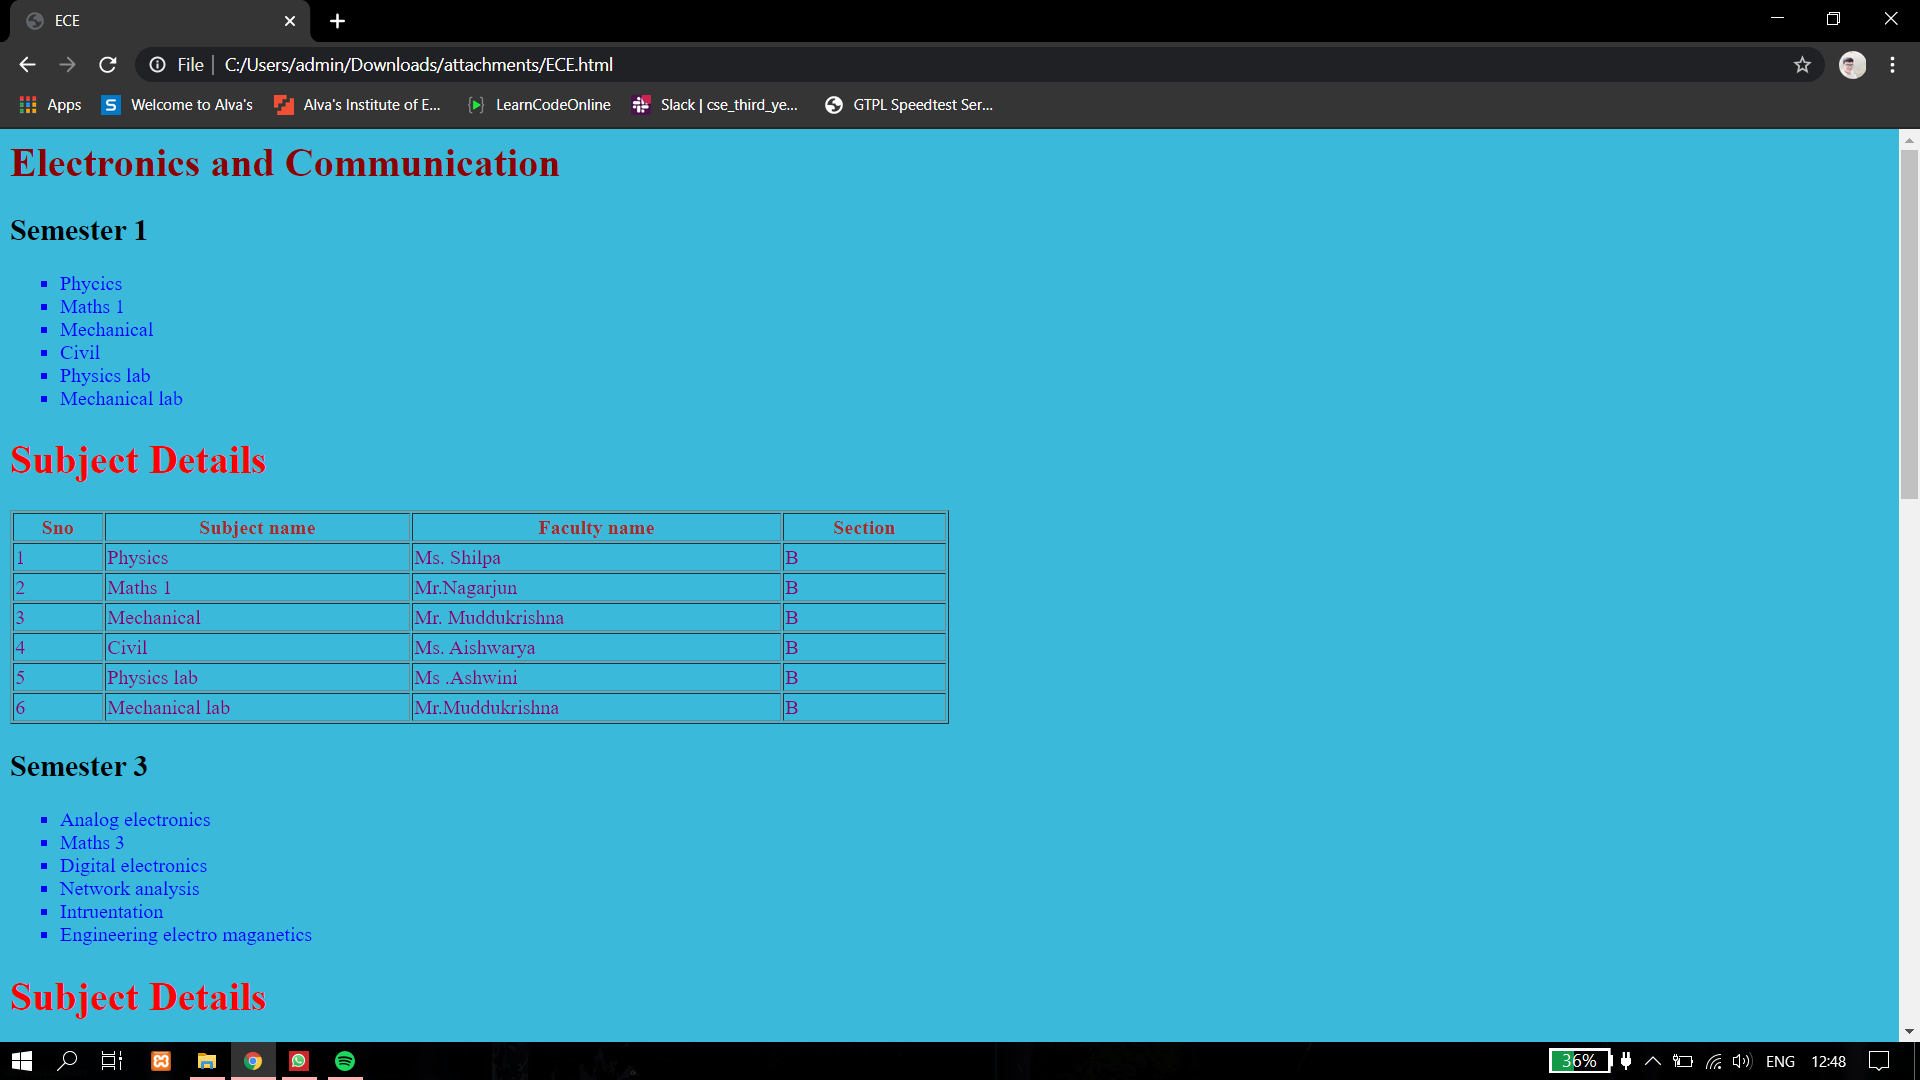 ECE
File
C:/Users/admin/Downloads/attachments/ECE.html
Apps
Welcome to Alva's
Alva's Institute of E...
LearnCodeOnline
Slack | cse_third_ye...
GTPL Speedtest Ser...
Electronics and Communication
Semester 1
Phycics
Maths 1
Mechanical
Civil
Physics lab
Mechanical lab
Subject Details
Sno Subject name Faculty name Section
1 Physics Ms. Shilpa B
2 Maths 1 Mr.Nagarjun B
3 Mechanical Mr. Muddukrishna B
4 Civil Ms. Aishwarya B
5 Physics lab Ms .Ashwini B
6 Mechanical lab Mr.Muddukrishna B
Semester 3
Analog electronics
Maths 3
Digital electronics
Network analysis
Intruentation
Engineering electro maganetics
Subject Details
36% ENG 12:48